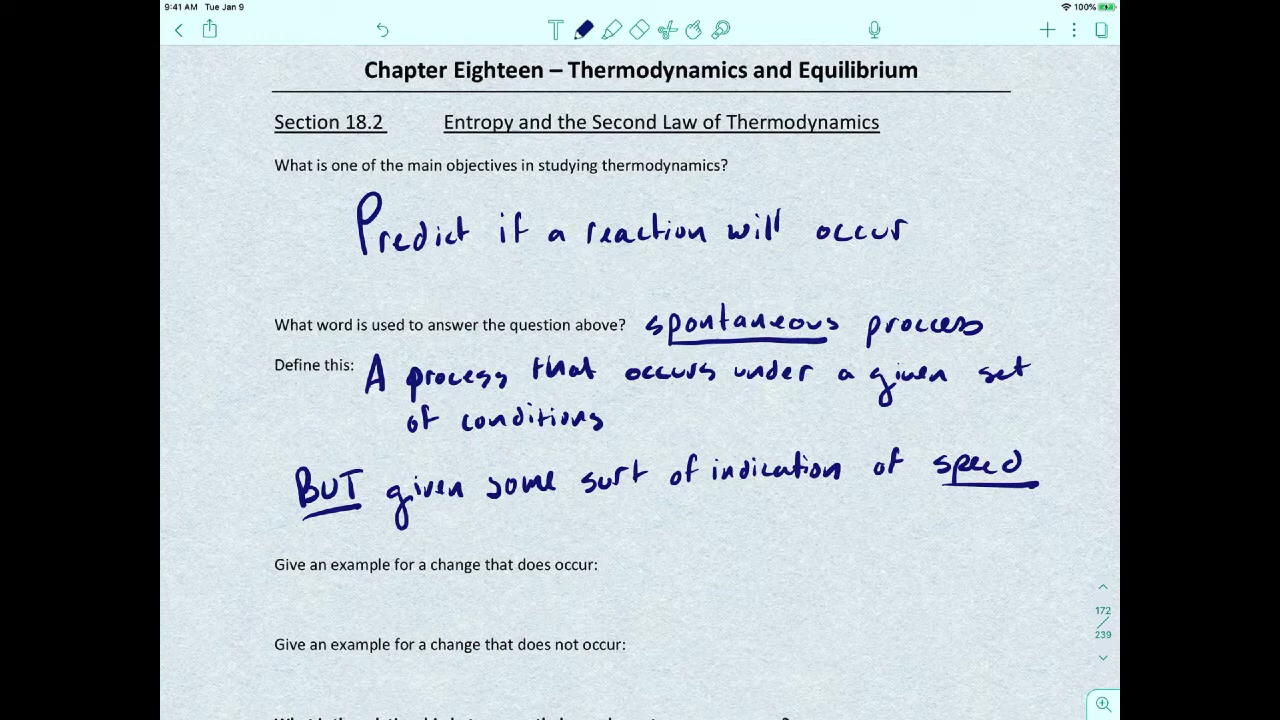 9:41 AM Tue Jan 9
100%
Chapter Eighteen – Thermodynamics and Equilibrium
Section 18.2 Entropy and the Second Law of Thermodynamics
What is one of the main objectives in studying thermodynamics?
Predict if a reaction will occur
What word is used to answer the question above? spontaneous proccess
Define this: A process that occurs under a given set
of conditions
BUT given some sort of indication of speed
Give an example for a change that does occur:
172
239
Give an example for a change that does not occur: